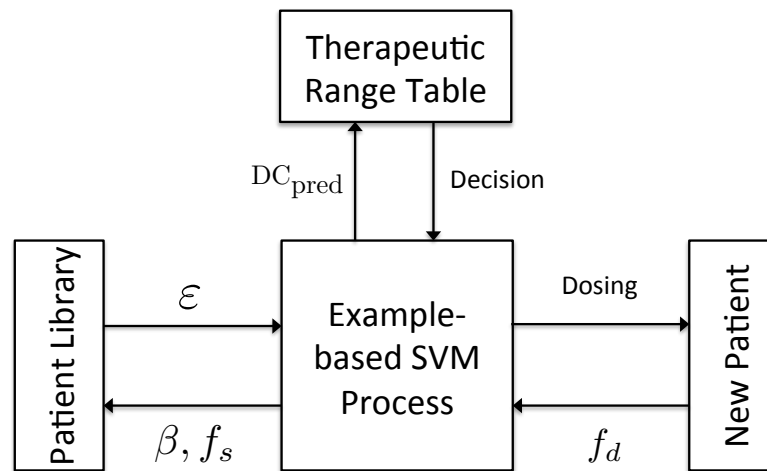 Therapeutic
Range Table
DC_pred
Decision
Patient Library
ε
β, f_s
Example-
based SVM
Process
Dosing
f_d
New Patient